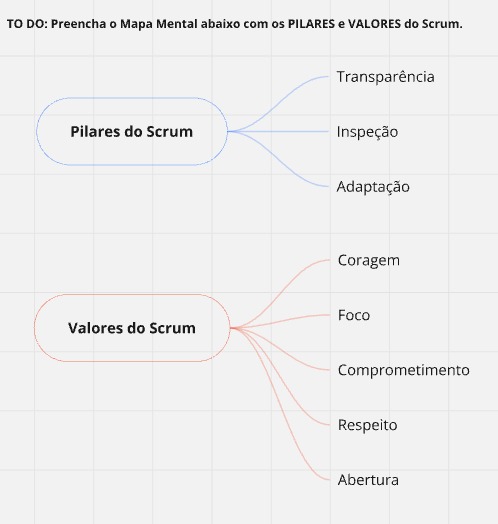 TO DO: Preencha o Mapa Mental abaixo com os PILARES e VALORES do Scrum.
Pilares do Scrum
Transparência
Inspeção
Adaptação
Valores do Scrum
Coragem
Foco
Comprometimento
Respeito
Abertura